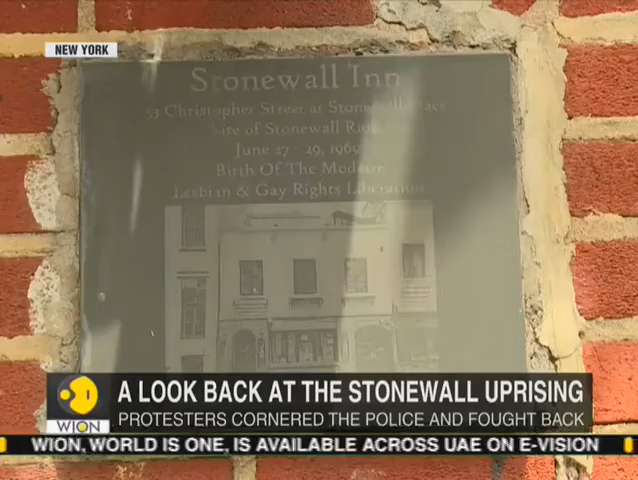 NEW YORK
Stonewall Inn
53 Christopher Street at Stonewall
Site of Stonewall
June 27 - 29, 1969
Birth Of The Modern
Lesbian & Gay Rights Liberation
A LOOK BACK AT THE STONEWALL UPRISING
PROTESTERS CORNERED THE POLICE AND FOUGHT BACK
WION
WION, WORLD IS ONE, IS AVAILABLE ACROSS UAE ON E-VISION